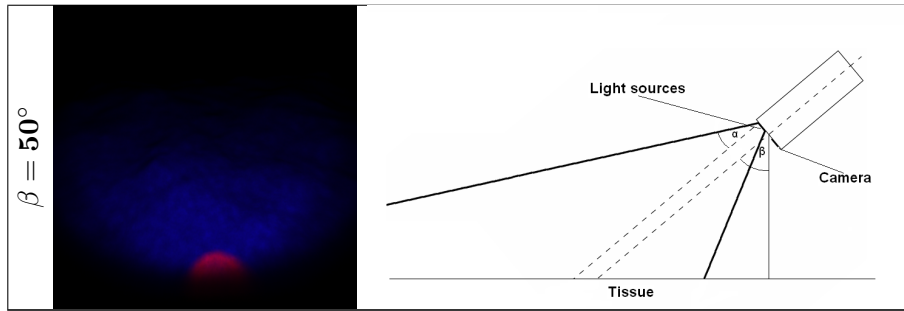 β = 50°
Light sources
α
β
Camera
Tissue